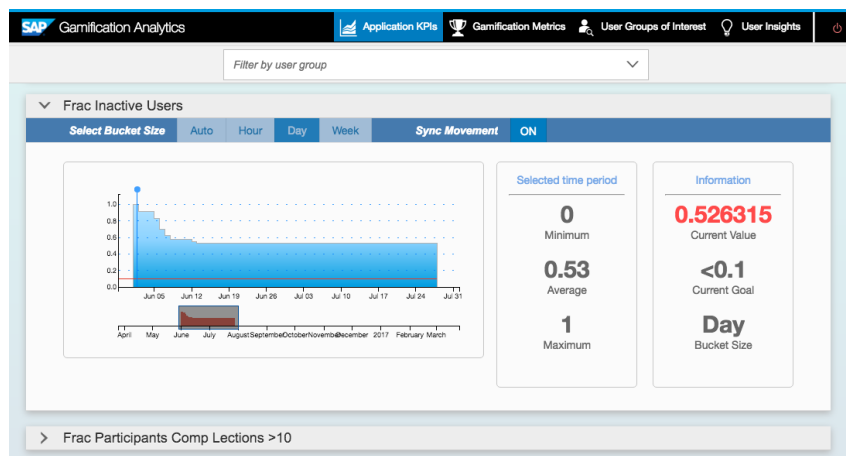 SAP Gamification Analytics Application KPIs Gamification Metrics User Groups of Interest User Insights
Filter by user group
Frac Inactive Users
Select Bucket Size Auto Hour Day Week Sync Movement ON
1.0
0.8
0.6
0.4
0.2
0.0
Jun 05 Jun 12 Jun 19 Jun 26 Jul 03 Jul 10 Jul 17 Jul 24 Jul 31
April May June July August September October November December 2017 February March
Selected time period
0
Minimum
0.53
Average
1
Maximum
Information
0.526315
Current Value
<0.1
Current Goal
Day
Bucket Size
Frac Participants Comp Lections >10